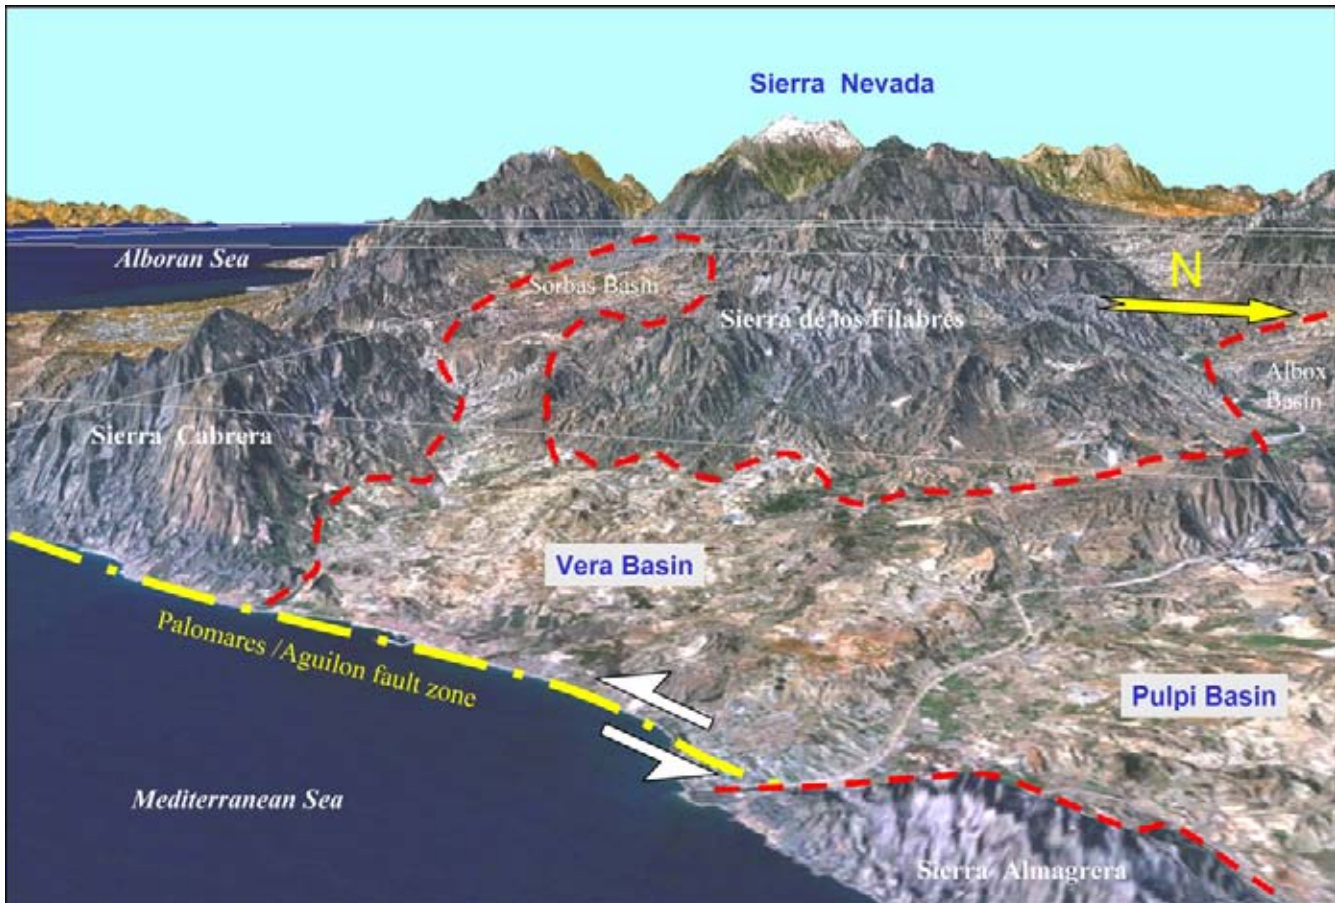 Sierra Nevada
Alboran Sea
N
Sorbas Basin
Sierra de los Filabres
Albox
Basin
Sierra Cabrera
Vera Basin
Palomares /Aguilon fault zone
Pulpi Basin
Mediterranean Sea
Sierra Almagrera